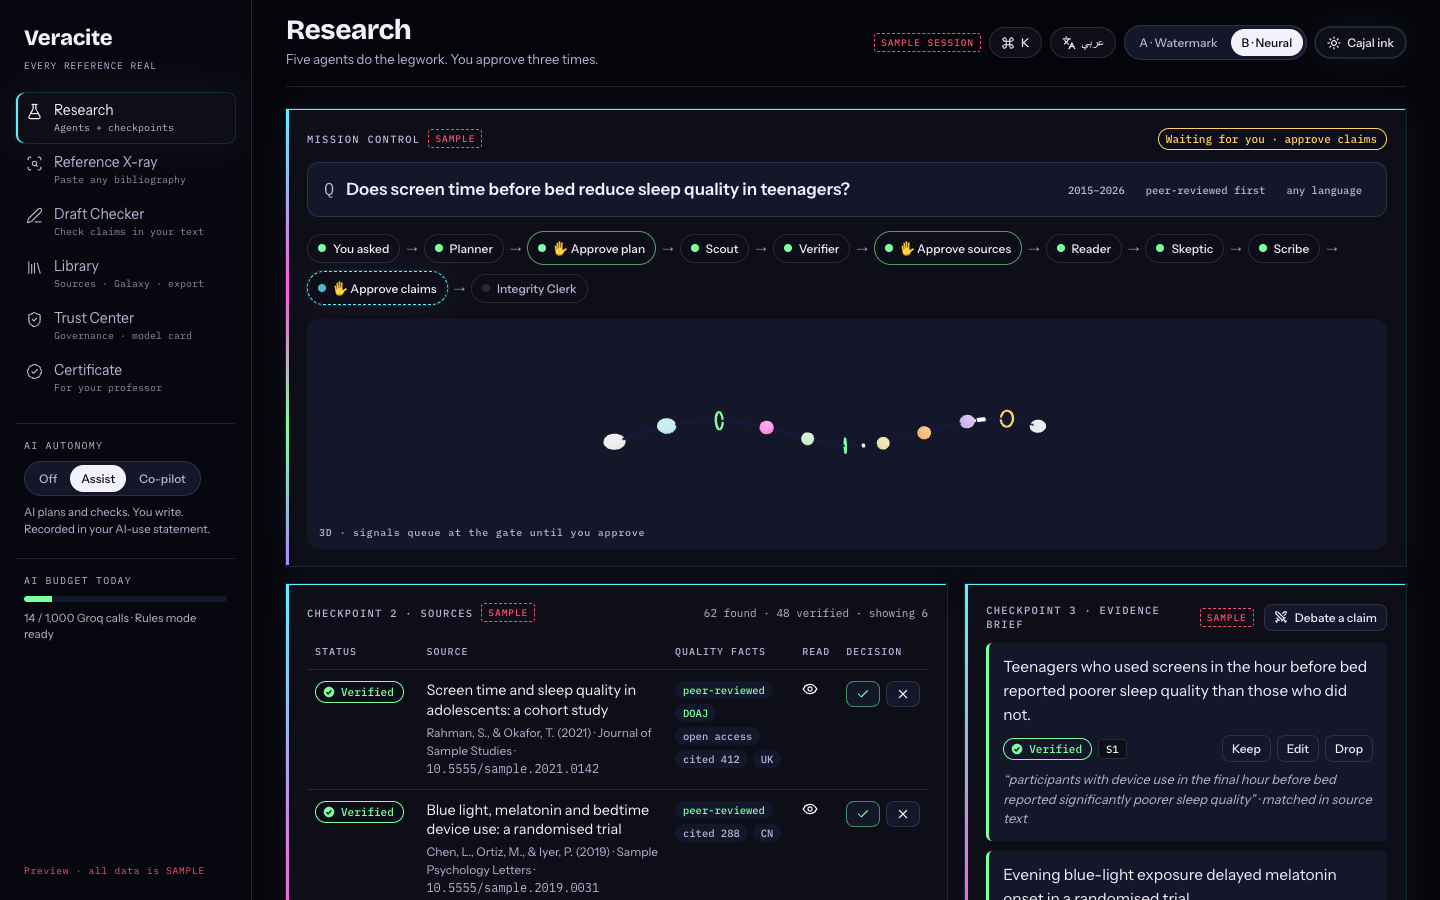 Veracite
EVERY REFERENCE REAL
Research
Agents + checkpoints
Reference X-ray
Paste any bibliography
Draft Checker
Check claims in your text
Library
Sources · Galaxy · export
Trust Center
Governance · model card
Certificate
For your professor
AI AUTONOMY
Off Assist Co-pilot
AI plans and checks. You write.
Recorded in your AI-use statement.
AI BUDGET TODAY
14 / 1,000 Groq calls · Rules mode
ready
Preview · all data is SAMPLE
Research
Five agents do the legwork. You approve three times.
SAMPLE SESSION
⌘ K
عربي
A · Watermark B · Neural
Cajal ink
MISSION CONTROL SAMPLE
Waiting for you · approve claims
Q Does screen time before bed reduce sleep quality in teenagers?
2015–2026 peer-reviewed first any language
You asked → Planner → ✋ Approve plan → Scout → Verifier → ✋ Approve sources → Reader → Skeptic → Scribe →
✋ Approve claims → Integrity Clerk
3D · signals queue at the gate until you approve
CHECKPOINT 2 · SOURCES SAMPLE
62 found · 48 verified · showing 6
STATUS SOURCE QUALITY FACTS READ DECISION
Verified
Screen time and sleep quality in
adolescents: a cohort study
Rahman, S., & Okafor, T. (2021) · Journal of
Sample Studies ·
10.5555/sample.2021.0142
peer-reviewed
DOAJ
open access
cited 412 UK
Verified
Blue light, melatonin and bedtime
device use: a randomised trial
Chen, L., Ortiz, M., & Iyer, P. (2019) · Sample
Psychology Letters ·
10.5555/sample.2019.0031
peer-reviewed
cited 288 CN
CHECKPOINT 3 · EVIDENCE
BRIEF
SAMPLE
Debate a claim
Teenagers who used screens in the hour before bed
reported poorer sleep quality than those who did
not.
Verified S1
Keep Edit Drop
“participants with device use in the final hour before bed
reported significantly poorer sleep quality” · matched in source
text
Evening blue-light exposure delayed melatonin
onset in a randomised trial.